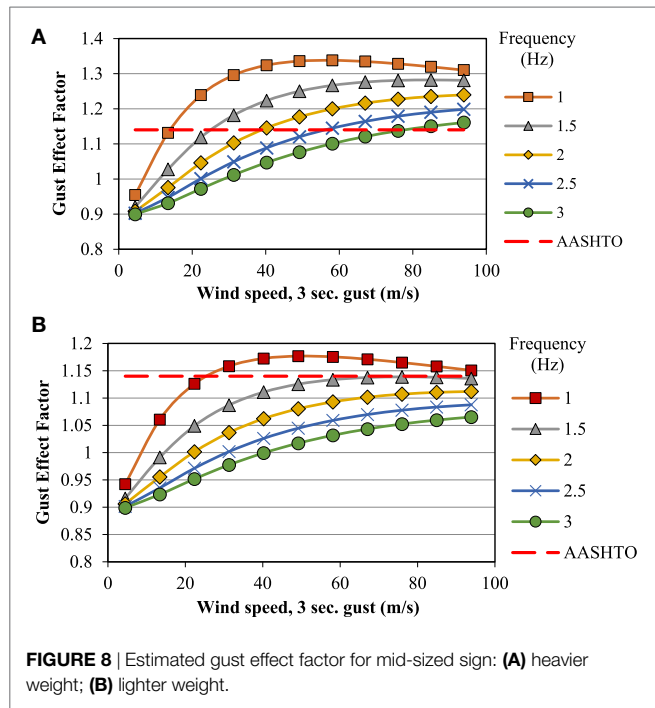 A
1.4
1.3
1.2
1.1
1
0.9
0.8
Gust Effect Factor
0 20 40 60 80 100
Wind speed, 3 sec. gust (m/s)
Frequency
(Hz)
1
1.5
2
2.5
3
AASHTO
B
1.2
1.15
1.1
1.05
1
0.95
0.9
0.85
0.8
Gust Effect Factor
0 20 40 60 80 100
Wind speed, 3 sec. gust (m/s)
Frequency
(Hz)
1
1.5
2
2.5
3
AASHTO
FIGURE 8 | Estimated gust effect factor for mid-sized sign: (A) heavier
weight; (B) lighter weight.